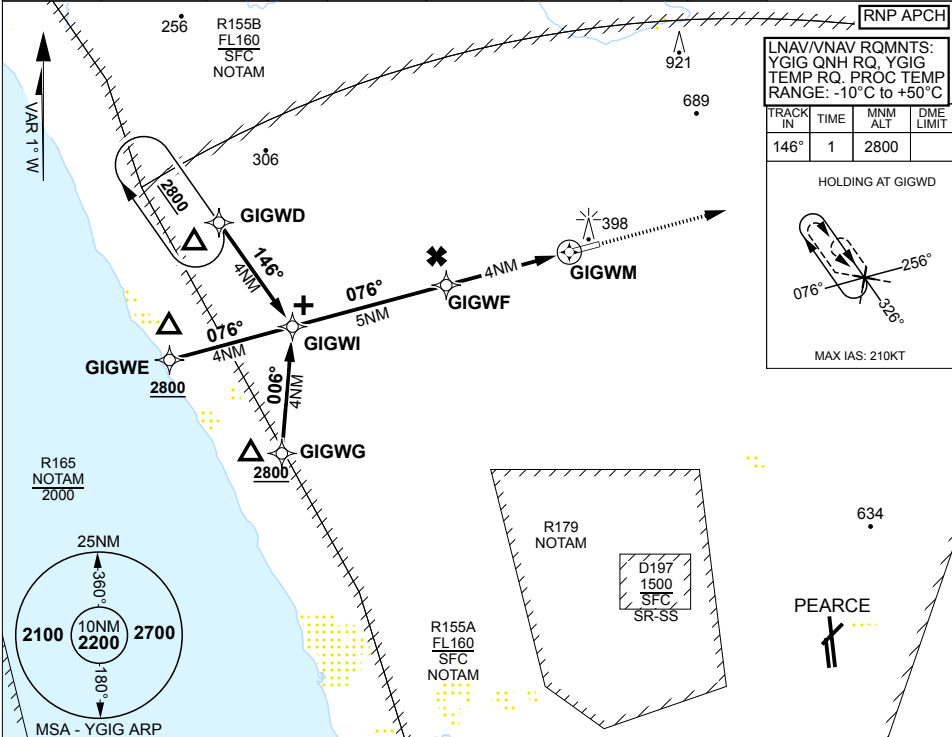 RNP APCH
256
R155B
FL160
SFC
NOTAM
921
LNAV/VNAV RQMNTS:
YGIG QNH RQ, YGIG
TEMP RQ. PROC TEMP
RANGE: -10°C to +50°C
VAR 1° W
689
TRACK IN
TIME
MNM ALT
DME LIMIT
146°
1
2800
306
2800
HOLDING AT GIGWD
GIGWD
398
146°
4NM
GIGWM
256°
076°
326°
MAX IAS: 210KT
4NM
GIGWF
076°
5NM
GIGWI
076°
4NM
GIGWE
2800
006°
4NM
GIGWG
2800
R165
NOTAM
2000
R179
NOTAM
634
25NM
360°
D197
1500
SFC
SR-SS
PEARCE
2100
10NM
2200
2700
180°
R155A
FL160
SFC
NOTAM
MSA - YGIG ARP